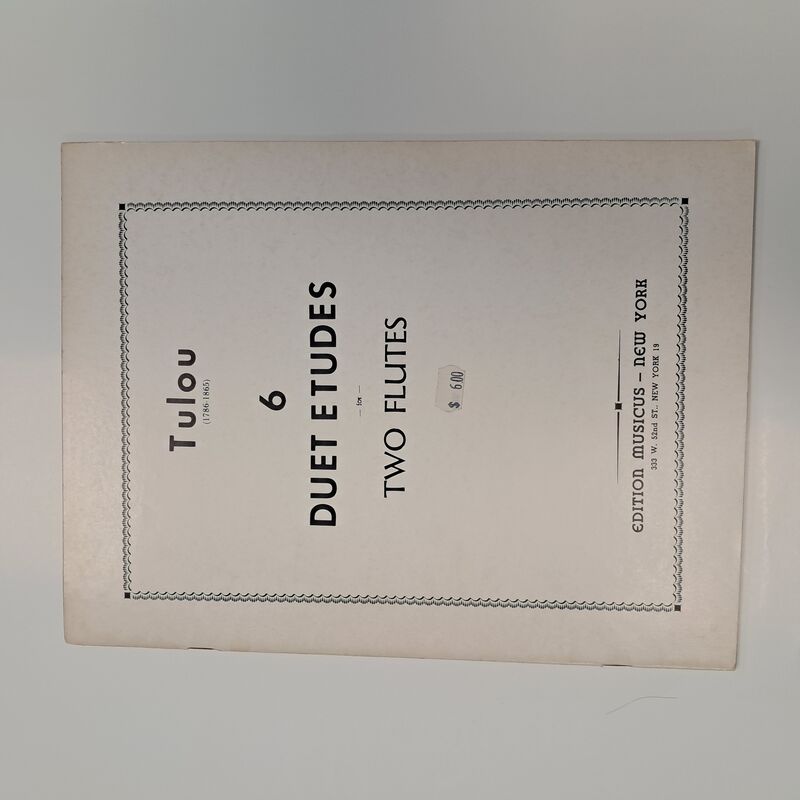 Tulou
(1786-1865)
6
DUET ETUDES
— for —
TWO FLUTES
$ 6.00
EDITION MUSICUS – NEW YORK
333 W. 52nd ST., NEW YORK 19